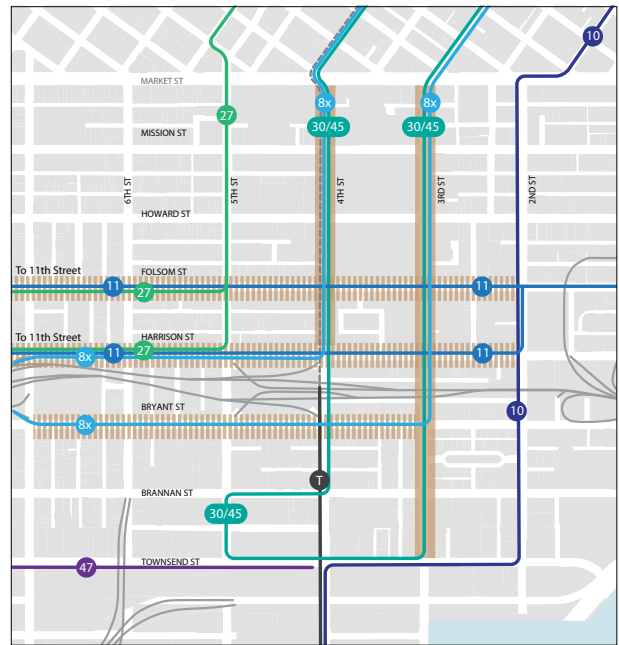 10
MARKET ST
8x
8x
27
30/45
30/45
MISSION ST
6TH ST
5TH ST
4TH ST
3RD ST
2ND ST
HOWARD ST
To 11th Street
FOLSOM ST
11
27
11
To 11th Street
HARRISON ST
8x
11
27
11
BRYANT ST
10
8x
T
BRANNAN ST
30/45
TOWNSEND ST
47